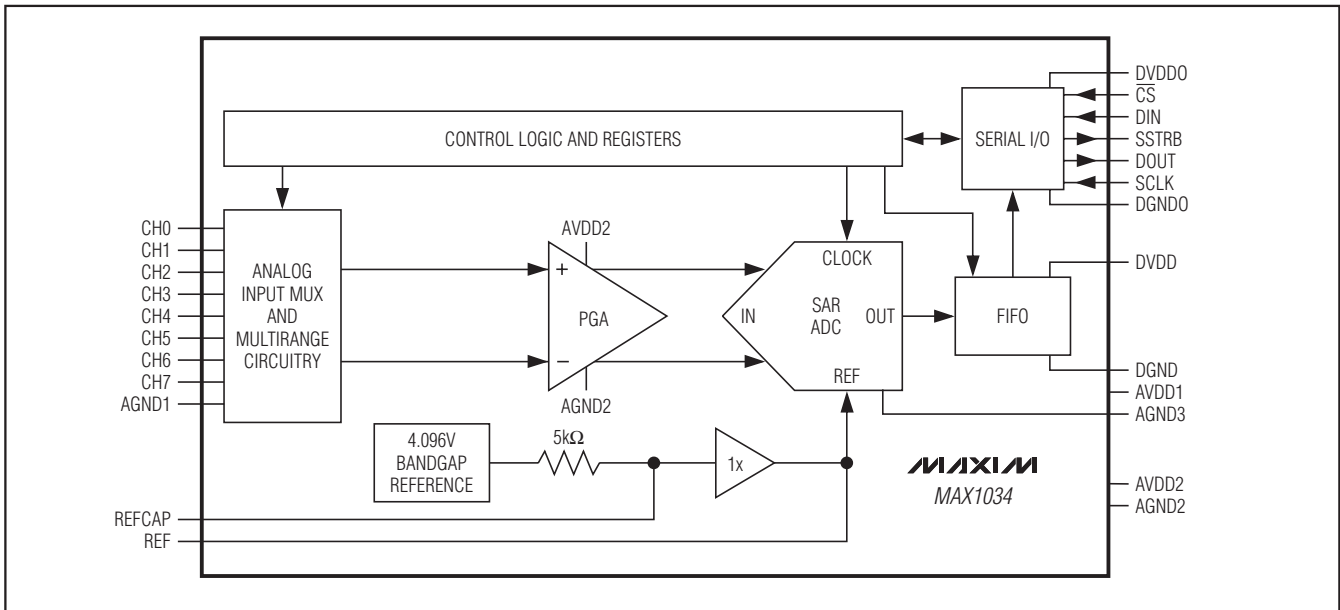 CONTROL LOGIC AND REGISTERS
SERIAL I/O
DVDDO
CS
DIN
SSTRB
DOUT
SCLK
DGNDO
CH0
CH1
CH2
CH3
CH4
CH5
CH6
CH7
AGND1
ANALOG
INPUT MUX
AND
MULTIRANGE
CIRCUITRY
AVDD2
+
PGA
−
AGND2
CLOCK
IN
SAR
ADC
OUT
REF
FIFO
DVDD
DGND
AVDD1
AGND3
4.096V
BANDGAP
REFERENCE
5kΩ
1x
MAXIM
MAX1034
AVDD2
AGND2
REFCAP
REF